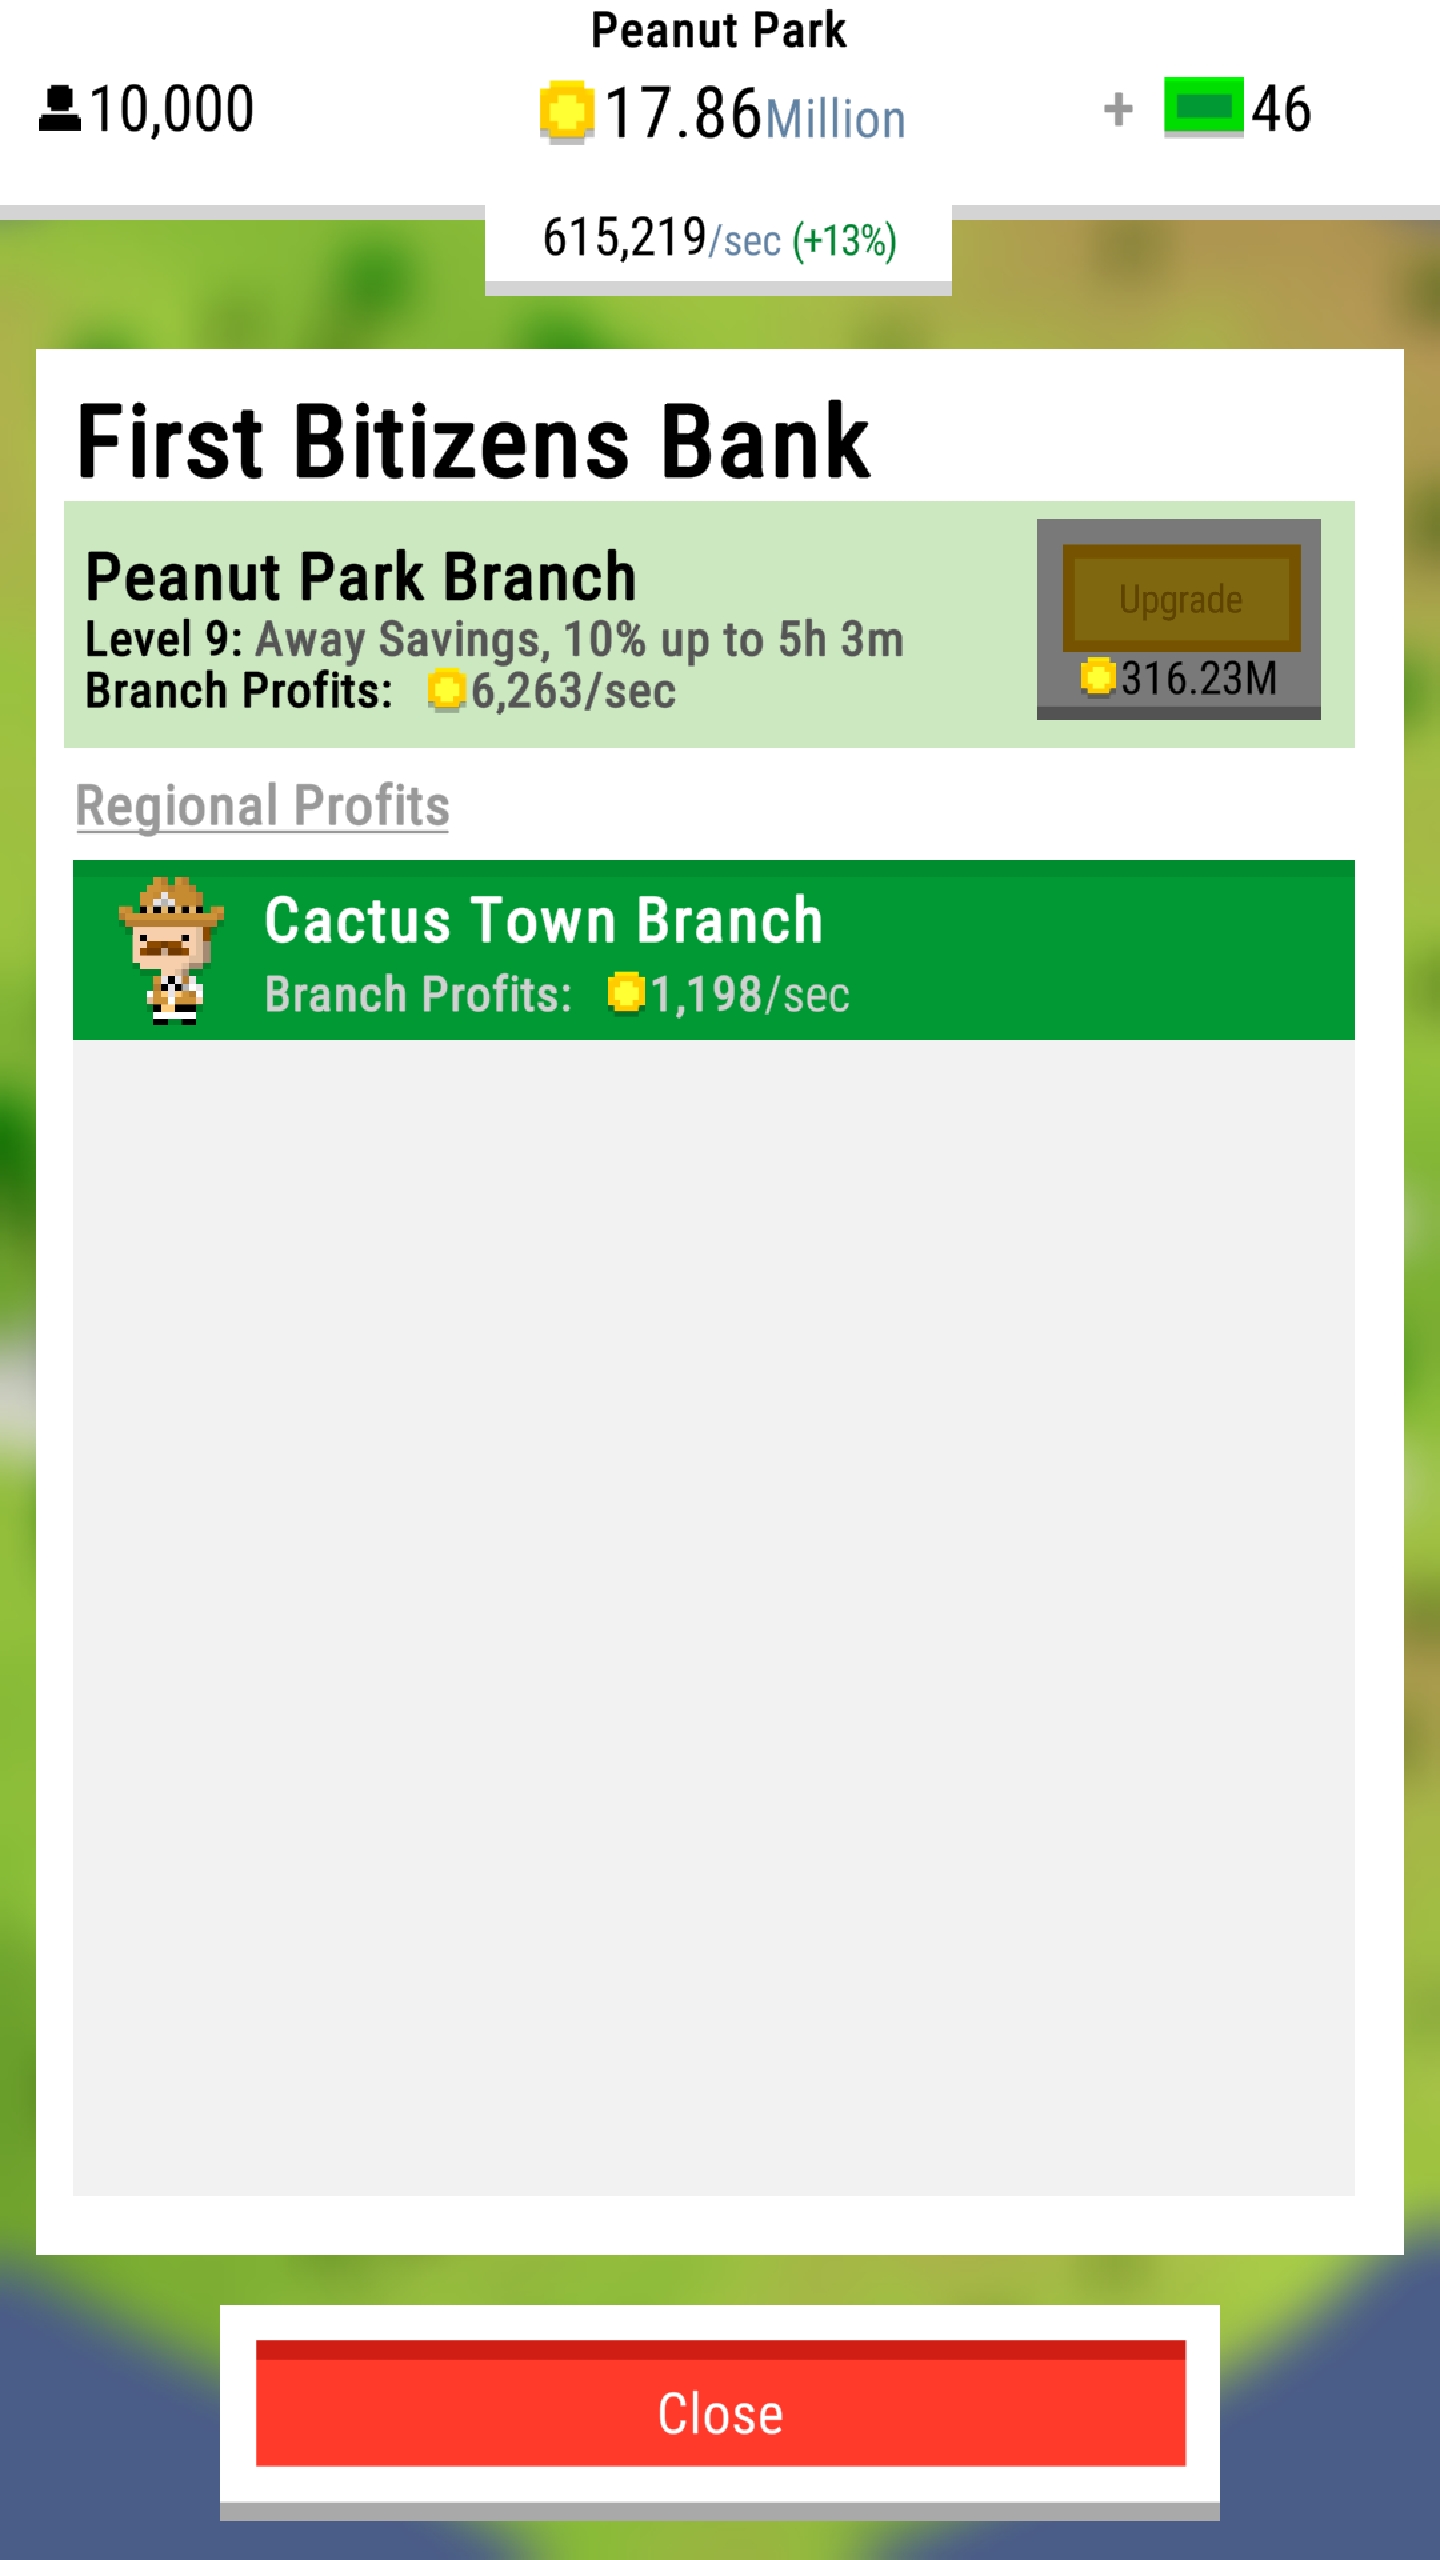 Peanut Park
10,000
17.86Million
+ 46
615,219/sec (+13%)
First Bitizens Bank
Peanut Park Branch
Level 9: Away Savings, 10% up to 5h 3m
Branch Profits: 6,263/sec
Upgrade
316.23M
Regional Profits
Cactus Town Branch
Branch Profits: 1,198/sec
Close